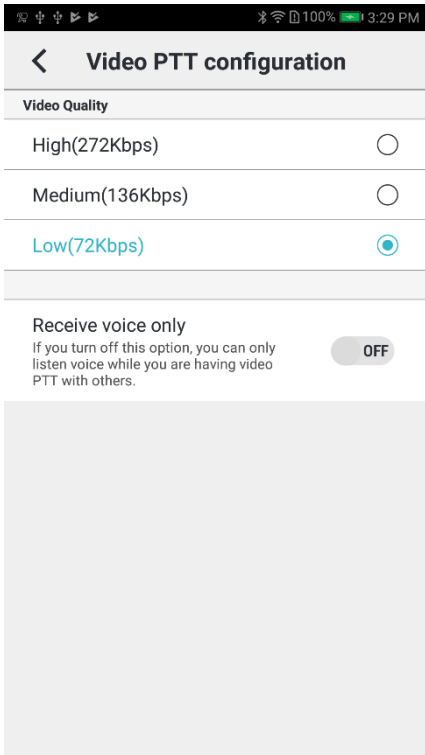 100% 3:29 PM
Video PTT configuration
Video Quality
High(272Kbps)
Medium(136Kbps)
Low(72Kbps)
Receive voice only
If you turn off this option, you can only
listen voice while you are having video
PTT with others.
OFF